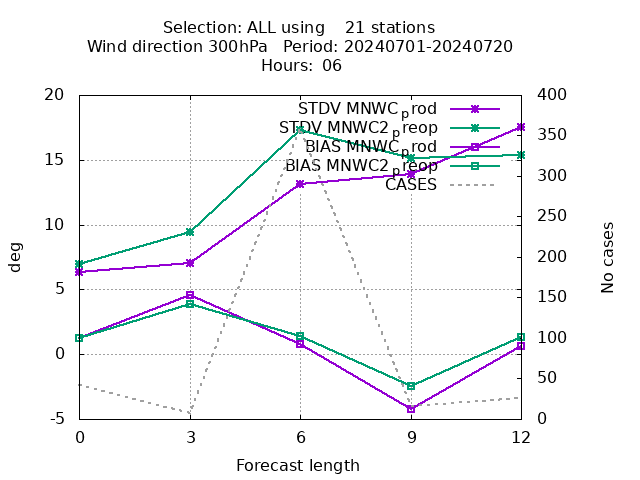 Selection: ALL using    21 stations
Wind direction 300hPa   Period: 20240701-20240720
Hours: 06
STDV MNWC_prod
STDV MNWC2_preop
BIAS MNWC_prod
BIAS MNWC2_preop
CASES
20
15
10
5
0
-5
400
350
300
250
200
150
100
50
0
0 3 6 9 12
deg
No cases
Forecast length